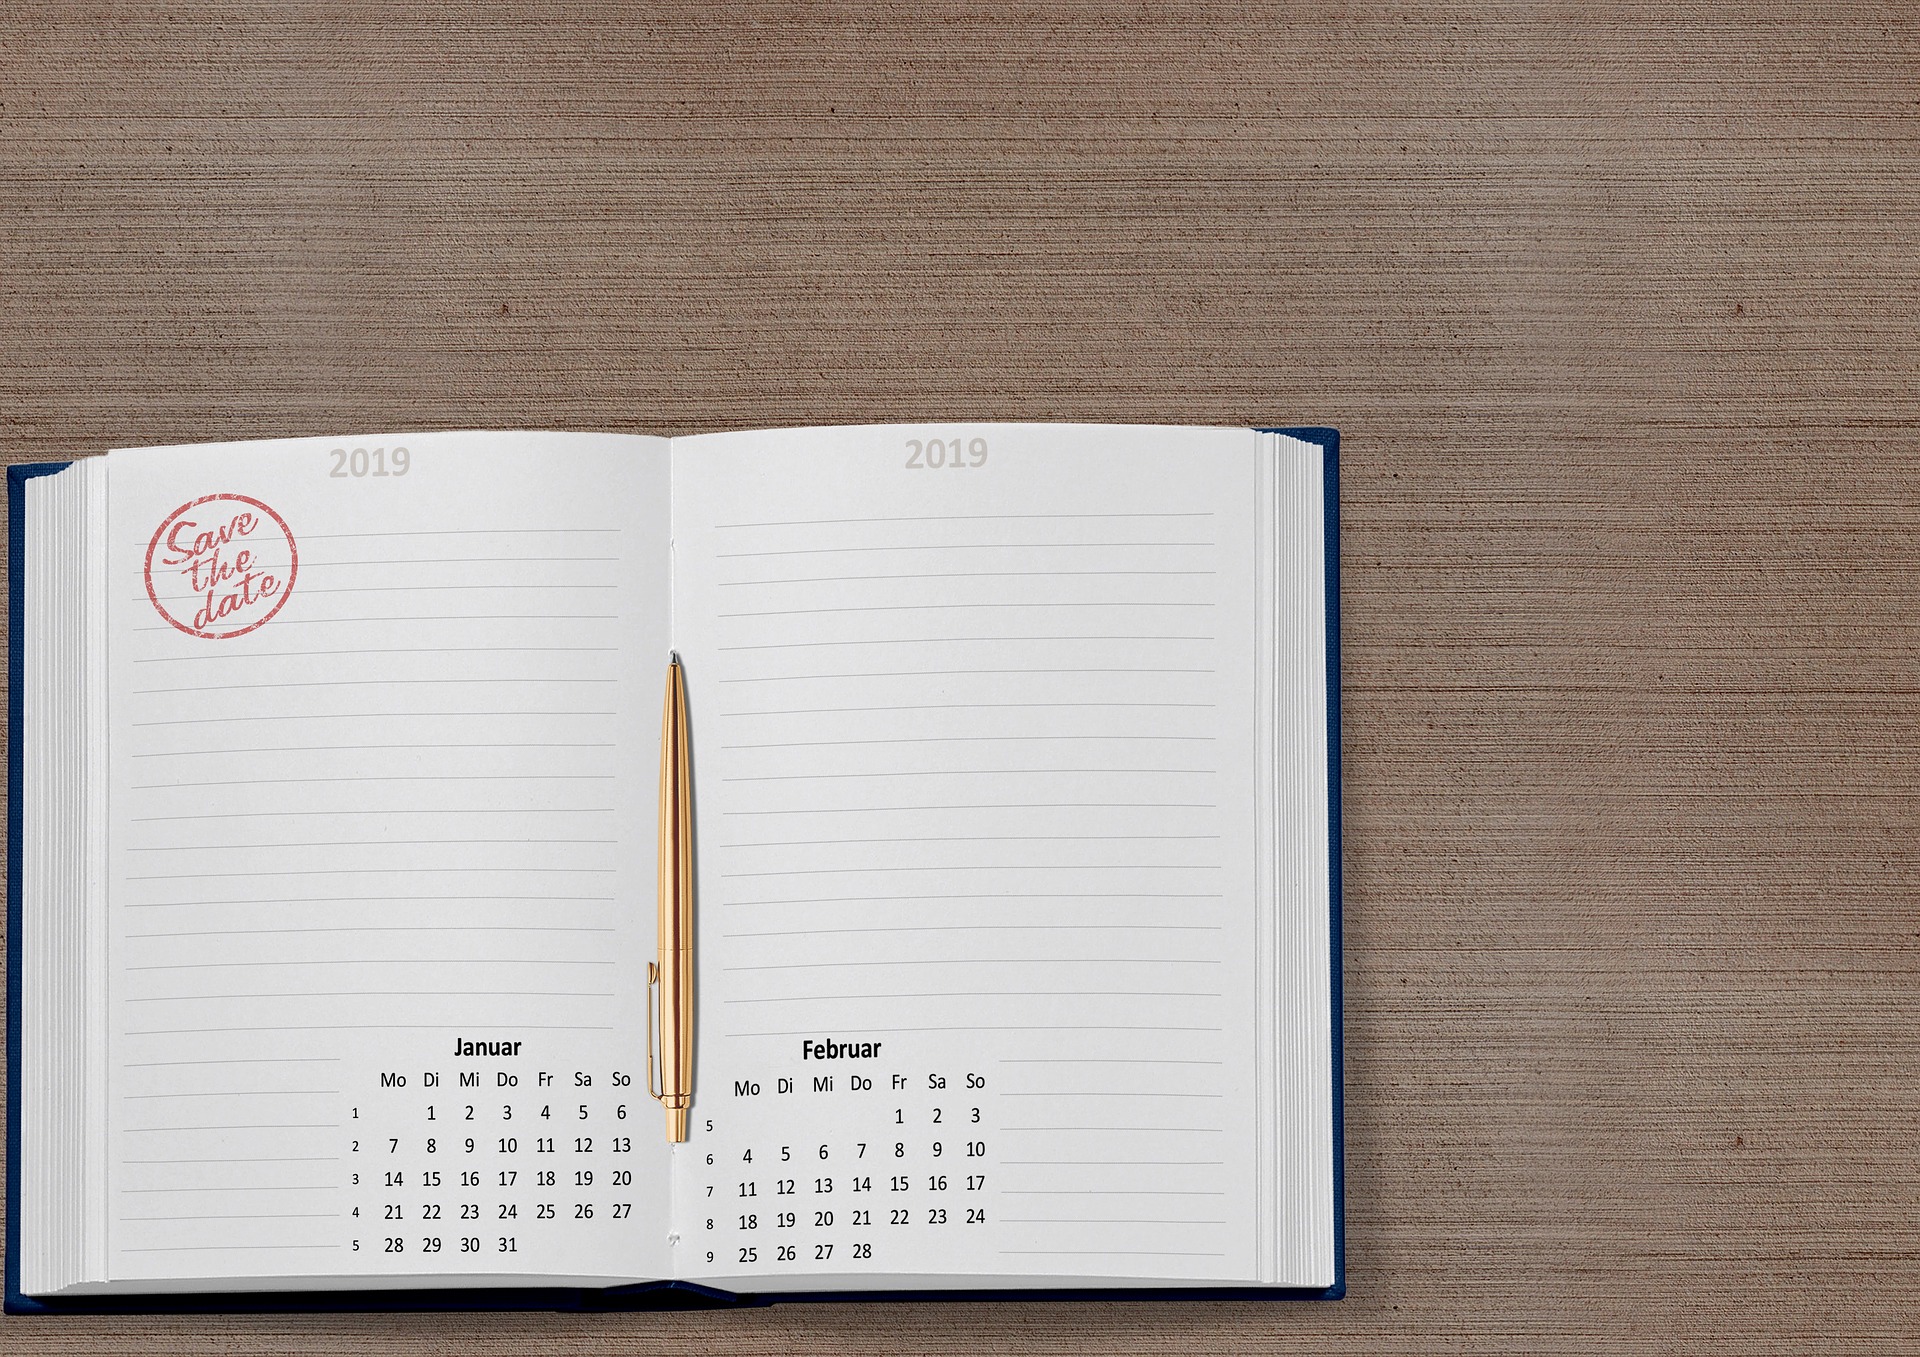 2019
Save
the
date
Januar
Mo Di Mi Do Fr Sa So
1 1 2 3 4 5 6
2 7 8 9 10 11 12 13
3 14 15 16 17 18 19 20
4 21 22 23 24 25 26 27
5 28 29 30 31
2019
Februar
Mo Di Mi Do Fr Sa So
5 1 2 3
6 4 5 6 7 8 9 10
7 11 12 13 14 15 16 17
8 18 19 20 21 22 23 24
9 25 26 27 28